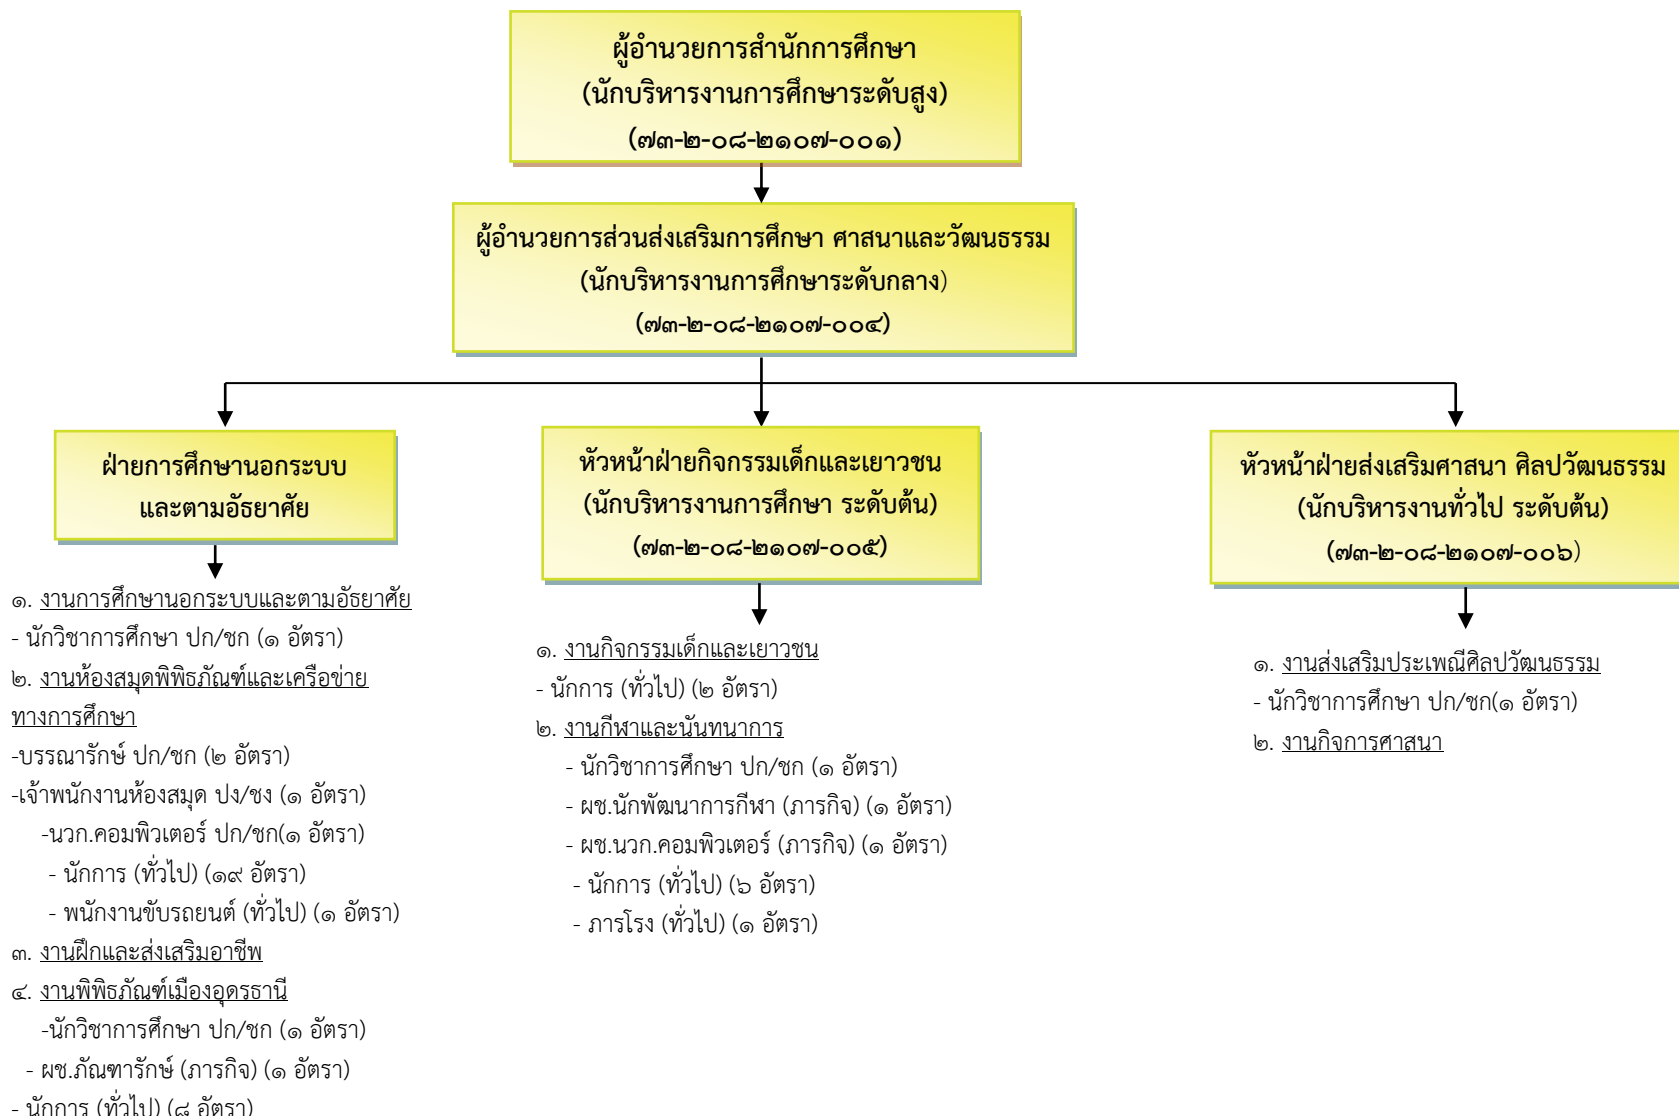 ผู้อำนวยการสำนักการศึกษา
(นักบริหารงานการศึกษาระดับสูง)
(๗๓-๒-๐๘-๒๑๐๗-๐๐๑)
ผู้อำนวยการส่วนส่งเสริมการศึกษา ศาสนาและวัฒนธรรม
(นักบริหารงานการศึกษาระดับกลาง)
(๗๓-๒-๐๘-๒๑๐๗-๐๐๔)
ฝ่ายการศึกษานอกระบบ
และตามอัธยาศัย
๑. งานการศึกษานอกระบบและตามอัธยาศัย
- นักวิชาการศึกษา ปก/ชก (๑ อัตรา)
๒. งานห้องสมุดพิพิธภัณฑ์และเครือข่าย
ทางการศึกษา
-บรรณารักษ์ ปก/ชก (๒ อัตรา)
-เจ้าพนักงานห้องสมุด ปง/ชง (๑ อัตรา)
-นวก.คอมพิวเตอร์ ปก/ชก(๑ อัตรา)
- นักการ (ทั่วไป) (๑๙ อัตรา)
- พนักงานขับรถยนต์ (ทั่วไป) (๑ อัตรา)
๓. งานฝึกและส่งเสริมอาชีพ
๔. งานพิพิธภัณฑ์เมืองอุดรธานี
-นักวิชาการศึกษา ปก/ชก (๑ อัตรา)
- ผช.ภัณฑารักษ์ (ภารกิจ) (๑ อัตรา)
- นักการ (ทั่วไป) (๘ อัตรา)
หัวหน้าฝ่ายกิจกรรมเด็กและเยาวชน
(นักบริหารงานการศึกษา ระดับต้น)
(๗๓-๒-๐๘-๒๑๐๗-๐๐๕)
๑. งานกิจกรรมเด็กและเยาวชน
- นักการ (ทั่วไป) (๒ อัตรา)
๒. งานกีฬาและนันทนาการ
- นักวิชาการศึกษา ปก/ชก (๑ อัตรา)
- ผช.นักพัฒนาการกีฬา (ภารกิจ) (๑ อัตรา)
- ผช.นวก.คอมพิวเตอร์ (ภารกิจ) (๑ อัตรา)
- นักการ (ทั่วไป) (๖ อัตรา)
- ภารโรง (ทั่วไป) (๑ อัตรา)
หัวหน้าฝ่ายส่งเสริมศาสนา ศิลปวัฒนธรรม
(นักบริหารงานทั่วไป ระดับต้น)
(๗๓-๒-๐๘-๒๑๐๗-๐๐๖)
๑. งานส่งเสริมประเพณีศิลปวัฒนธรรม
- นักวิชาการศึกษา ปก/ชก(๑ อัตรา)
๒. งานกิจการศาสนา